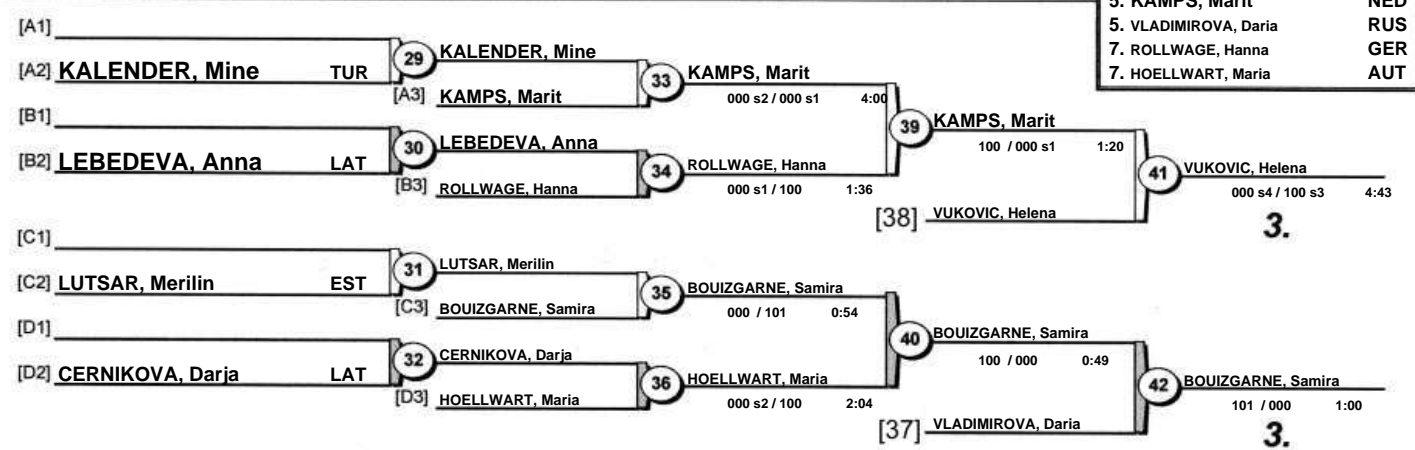 5. KAMPS, Marit NED
5. VLADIMIROVA, Daria RUS
7. ROLLWAGE, Hanna GER
7. HOELLWART, Maria AUT
[A1]
[A2] KALENDER, Mine TUR
29 KALENDER, Mine
[A3] KAMPS, Marit
33 KAMPS, Marit
000 s2 / 000 s1 4:00
[B1]
[B2] LEBEDEVA, Anna LAT
30 LEBEDEVA, Anna
[B3] ROLLWAGE, Hanna
34 ROLLWAGE, Hanna
000 s1 / 100 1:36
39 KAMPS, Marit
100 / 000 s1 1:20
[38] VUKOVIC, Helena
41 VUKOVIC, Helena
000 s4 / 100 s3 4:43
3.
[C1]
[C2] LUTSAR, Merilin EST
31 LUTSAR, Merilin
[C3] BOUIZGARNE, Samira
35 BOUIZGARNE, Samira
000 / 101 0:54
[D1]
[D2] CERNIKOVA, Darja LAT
32 CERNIKOVA, Darja
[D3] HOELLWART, Maria
36 HOELLWART, Maria
000 s2 / 100 2:04
40 BOUIZGARNE, Samira
100 / 000 0:49
[37] VLADIMIROVA, Daria
42 BOUIZGARNE, Samira
101 / 000 1:00
3.